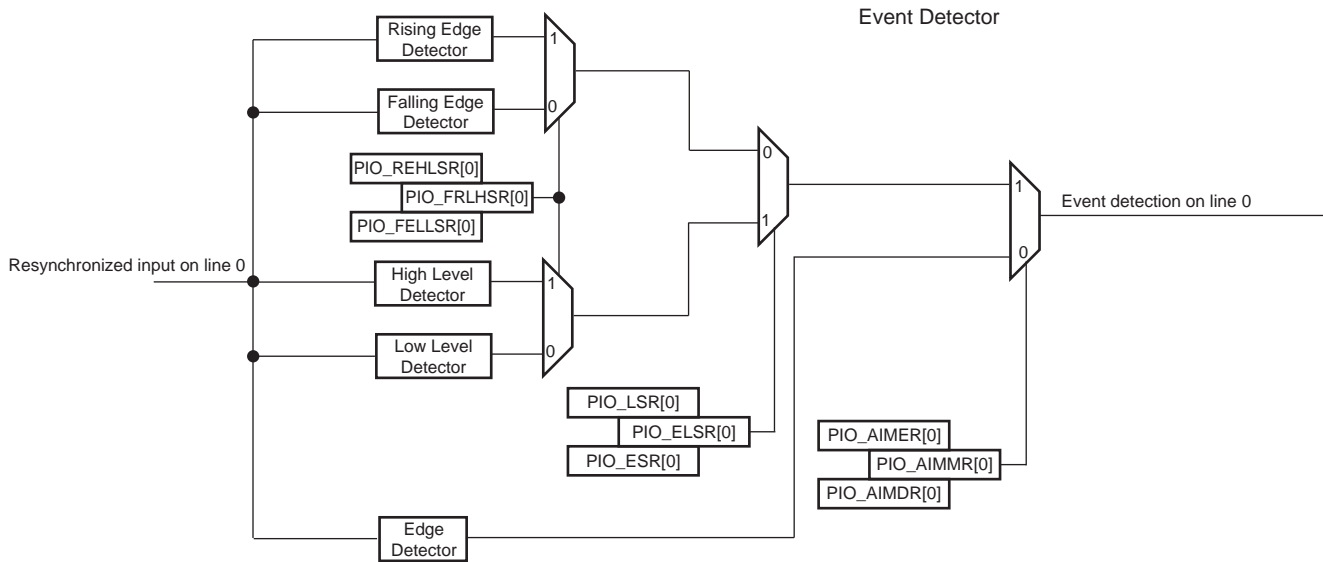 Event Detector
Rising Edge
Detector
1
Falling Edge
Detector
0
PIO_REHLSR[0]
PIO_FRLHSR[0]
PIO_FELLSR[0]
0
1
1
Event detection on line 0
0
Resynchronized input on line 0
High Level
Detector
1
Low Level
Detector
0
PIO_LSR[0]
PIO_ELSR[0]
PIO_ESR[0]
PIO_AIMER[0]
PIO_AIMMR[0]
PIO_AIMDR[0]
Edge
Detector